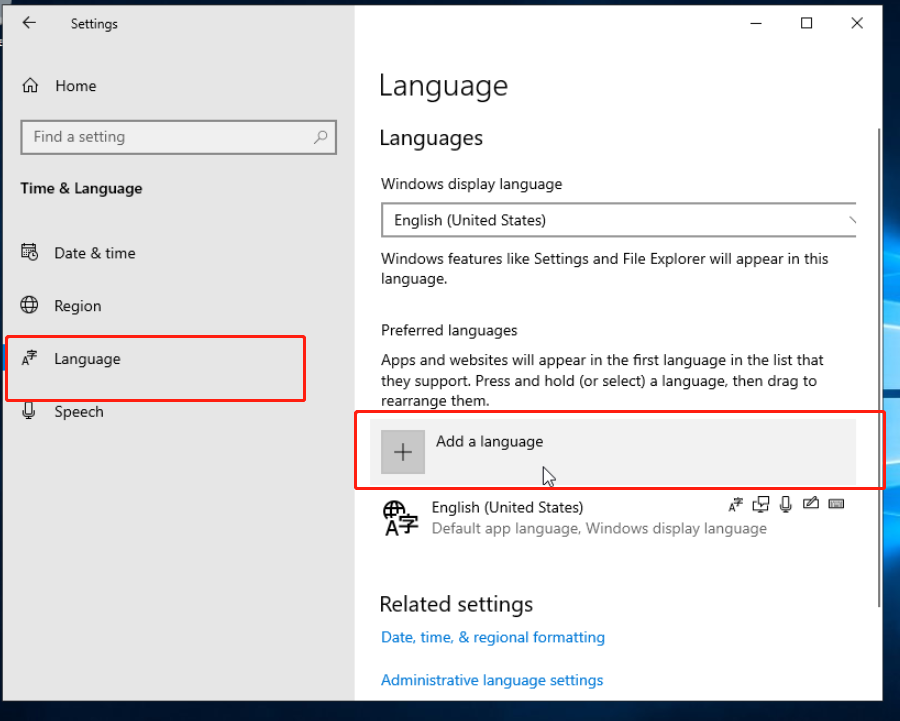 Settings
Home
Find a setting
Time & Language
Date & time
Region
Language
Speech
Language
Languages
Windows display language
English (United States)
Windows features like Settings and File Explorer will appear in this
language.
Preferred languages
Apps and websites will appear in the first language in the list that
they support. Press and hold (or select) a language, then drag to
rearrange them.
Add a language
English (United States)
Default app language, Windows display language
Related settings
Date, time, & regional formatting
Administrative language settings